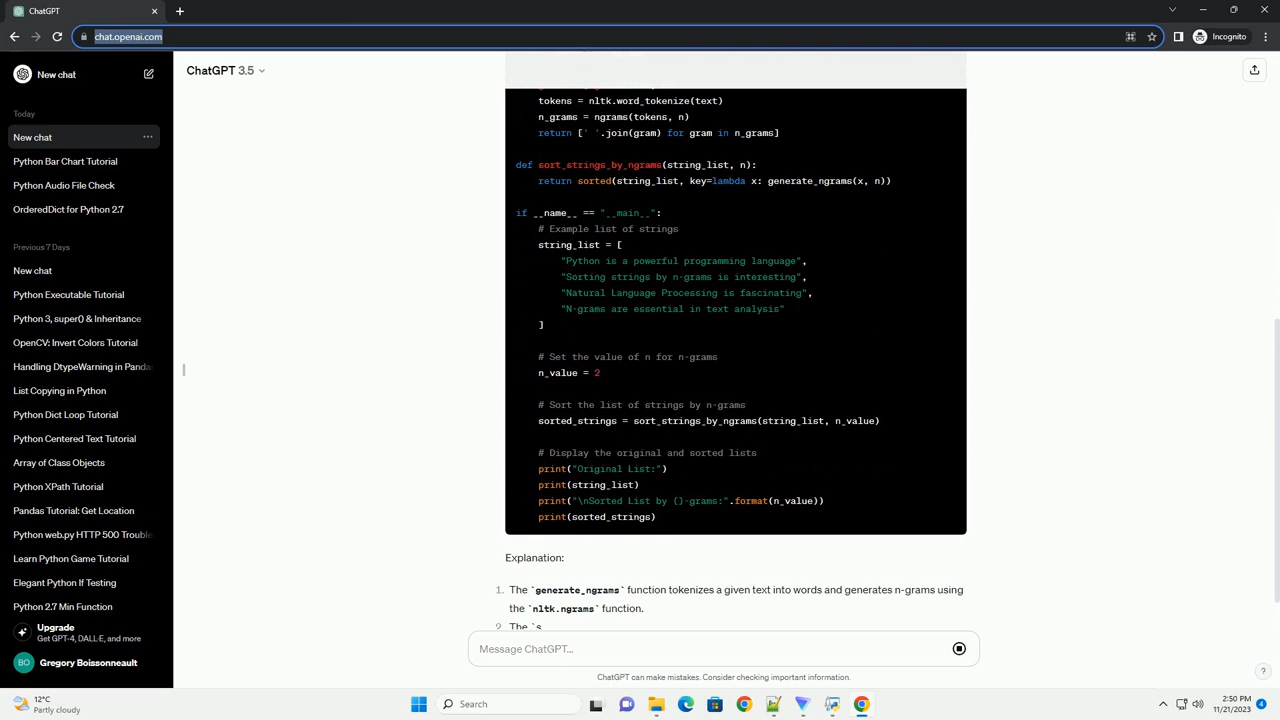 ChatGPT
chat.openai.com
Incognito
New chat
Today
New chat
Python Bar Chart Tutorial
Python Audio File Check
OrderedDict for Python 2.7
Previous 7 Days
New chat
Python Executable Tutorial
Python 3, super() & Inheritance
OpenCV: Invert Colors Tutorial
Handling DtypeWarning in Panda
List Copying in Python
Python Dict Loop Tutorial
Python Centered Text Tutorial
Array of Class Objects
Python XPath Tutorial
Pandas Tutorial: Get Location
Python web.py HTTP 500 Trouble
Learn Python Game Tutorial
Elegant Python If Testing
Python 2.7 Min Function
Upgrade
Get GPT-4, DALL·E, and more
BO Gregory Boissonneault
ChatGPT 3.5
tokens = nltk.word_tokenize(text)
n_grams = ngrams(tokens, n)
return [' '.join(gram) for gram in n_grams]
def sort_strings_by_ngrams(string_list, n):
return sorted(string_list, key=lambda x: generate_ngrams(x, n))
if __name__ == "__main__":
# Example list of strings
string_list = [
"Python is a powerful programming language",
"Sorting strings by n-grams is interesting",
"Natural Language Processing is fascinating",
"N-grams are essential in text analysis"
]
# Set the value of n for n-grams
n_value = 2
# Sort the list of strings by n-grams
sorted_strings = sort_strings_by_ngrams(string_list, n_value)
# Display the original and sorted lists
print("Original List:")
print(string_list)
print("\nSorted List by {}-grams:".format(n_value))
print(sorted_strings)
Explanation:
1. The `generate_ngrams` function tokenizes a given text into words and generates n-grams using
the `nltk.ngrams` function.
2. The `s
Message ChatGPT...
ChatGPT can make mistakes. Consider checking important information.
?
12°C
Partly cloudy
Search
2:50 PM
11/21/2023
4